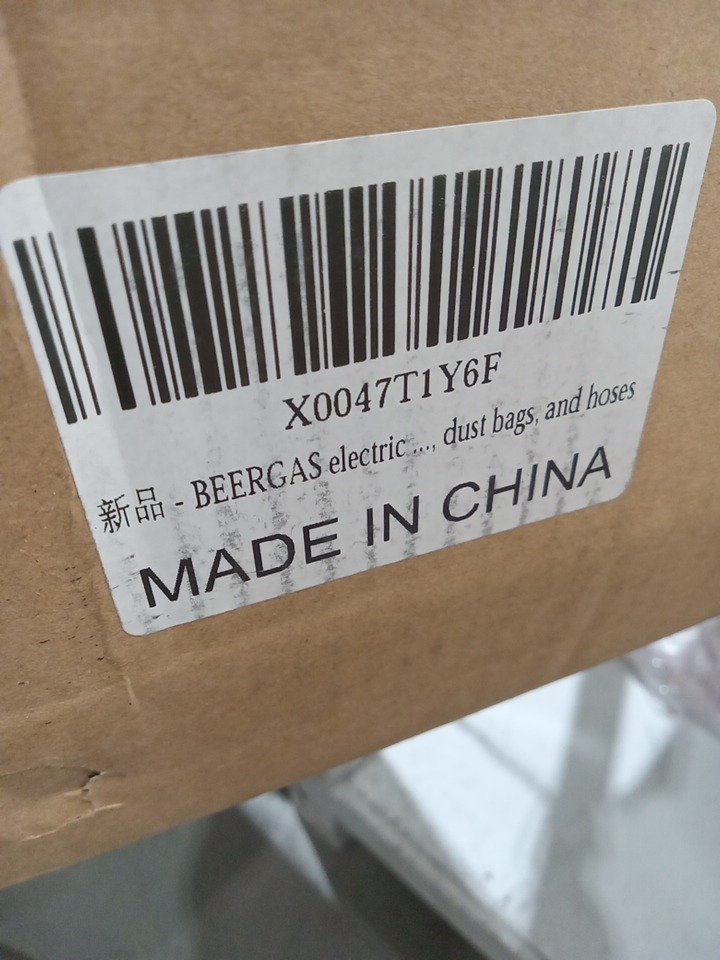 X0047T1Y6F
新品 - BEERGAS electric ..., dust bags, and hoses
MADE IN CHINA